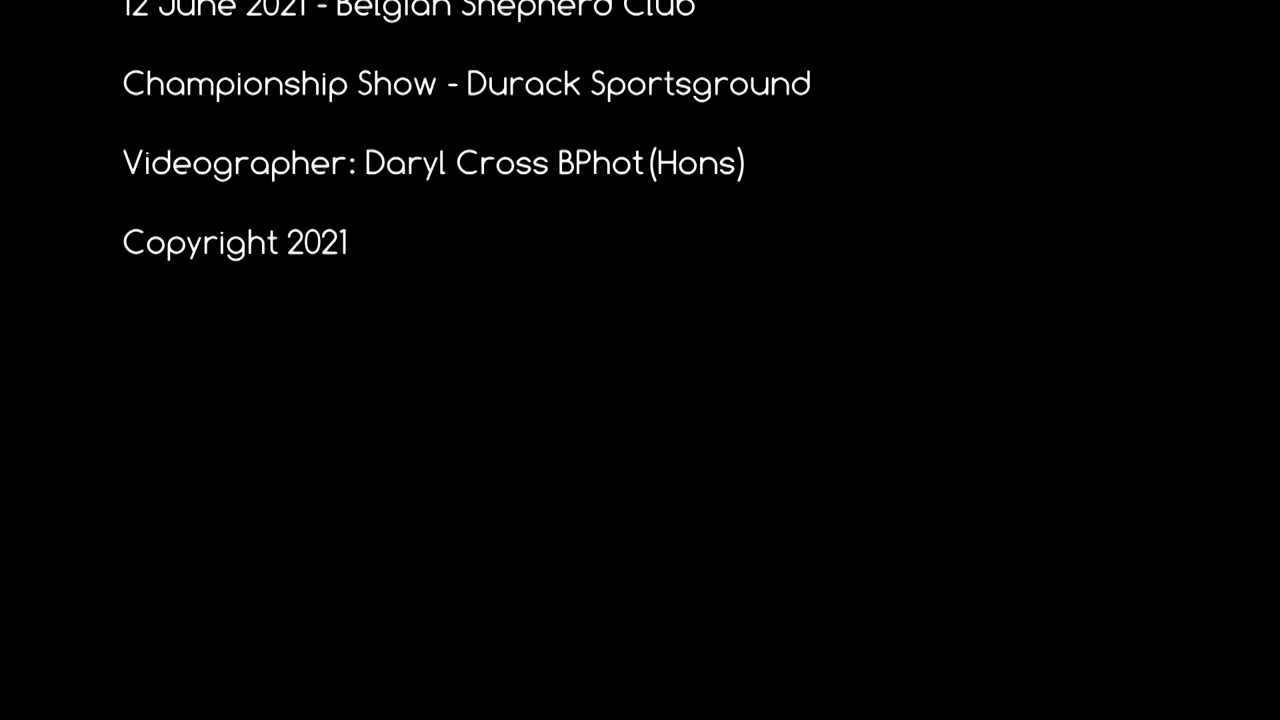 12 June 2021 - Belgian Shepherd Club
Championship Show - Durack Sportsground
Videographer: Daryl Cross BPhot(Hons)
Copyright 2021